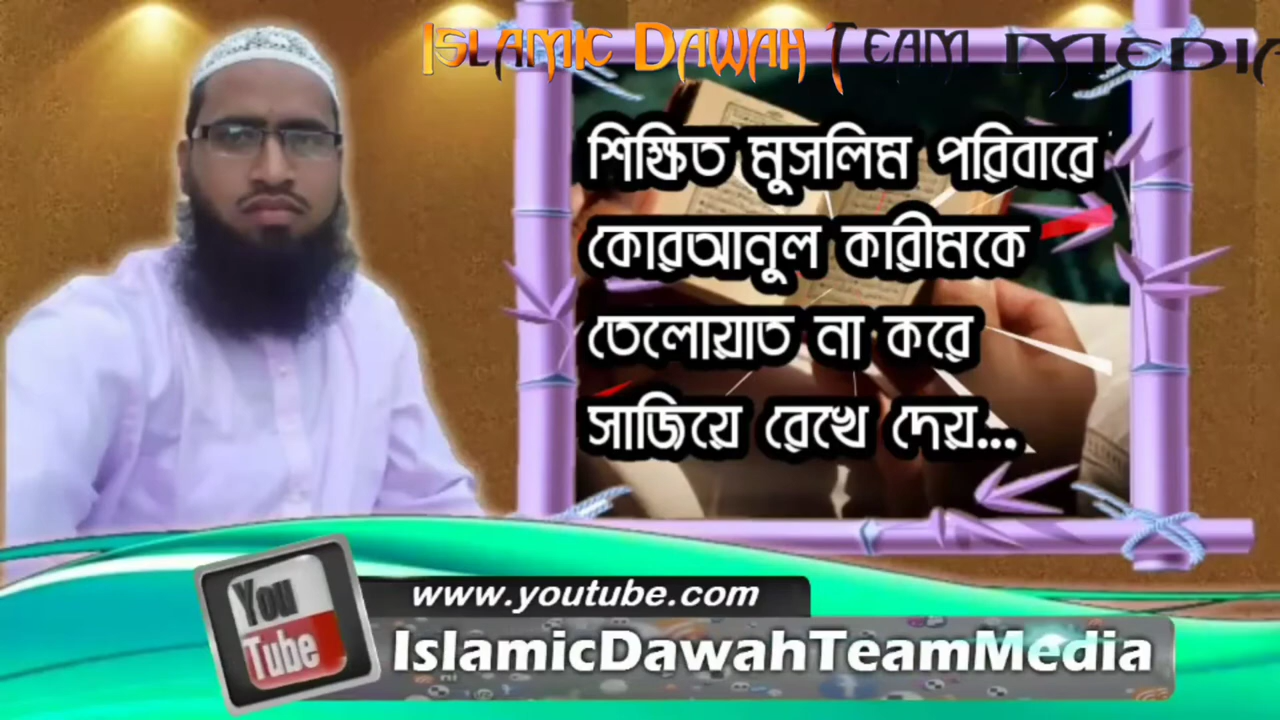 Islamic Dawah Team Media
শিক্ষিত মুসলিম পরিবারে
কোরআনুল কারীমকে
তেলোয়াত না করে
সাজিয়ে রেখে দেয়...
You
Tube
www.youtube.com
IslamicDawahTeamMedia